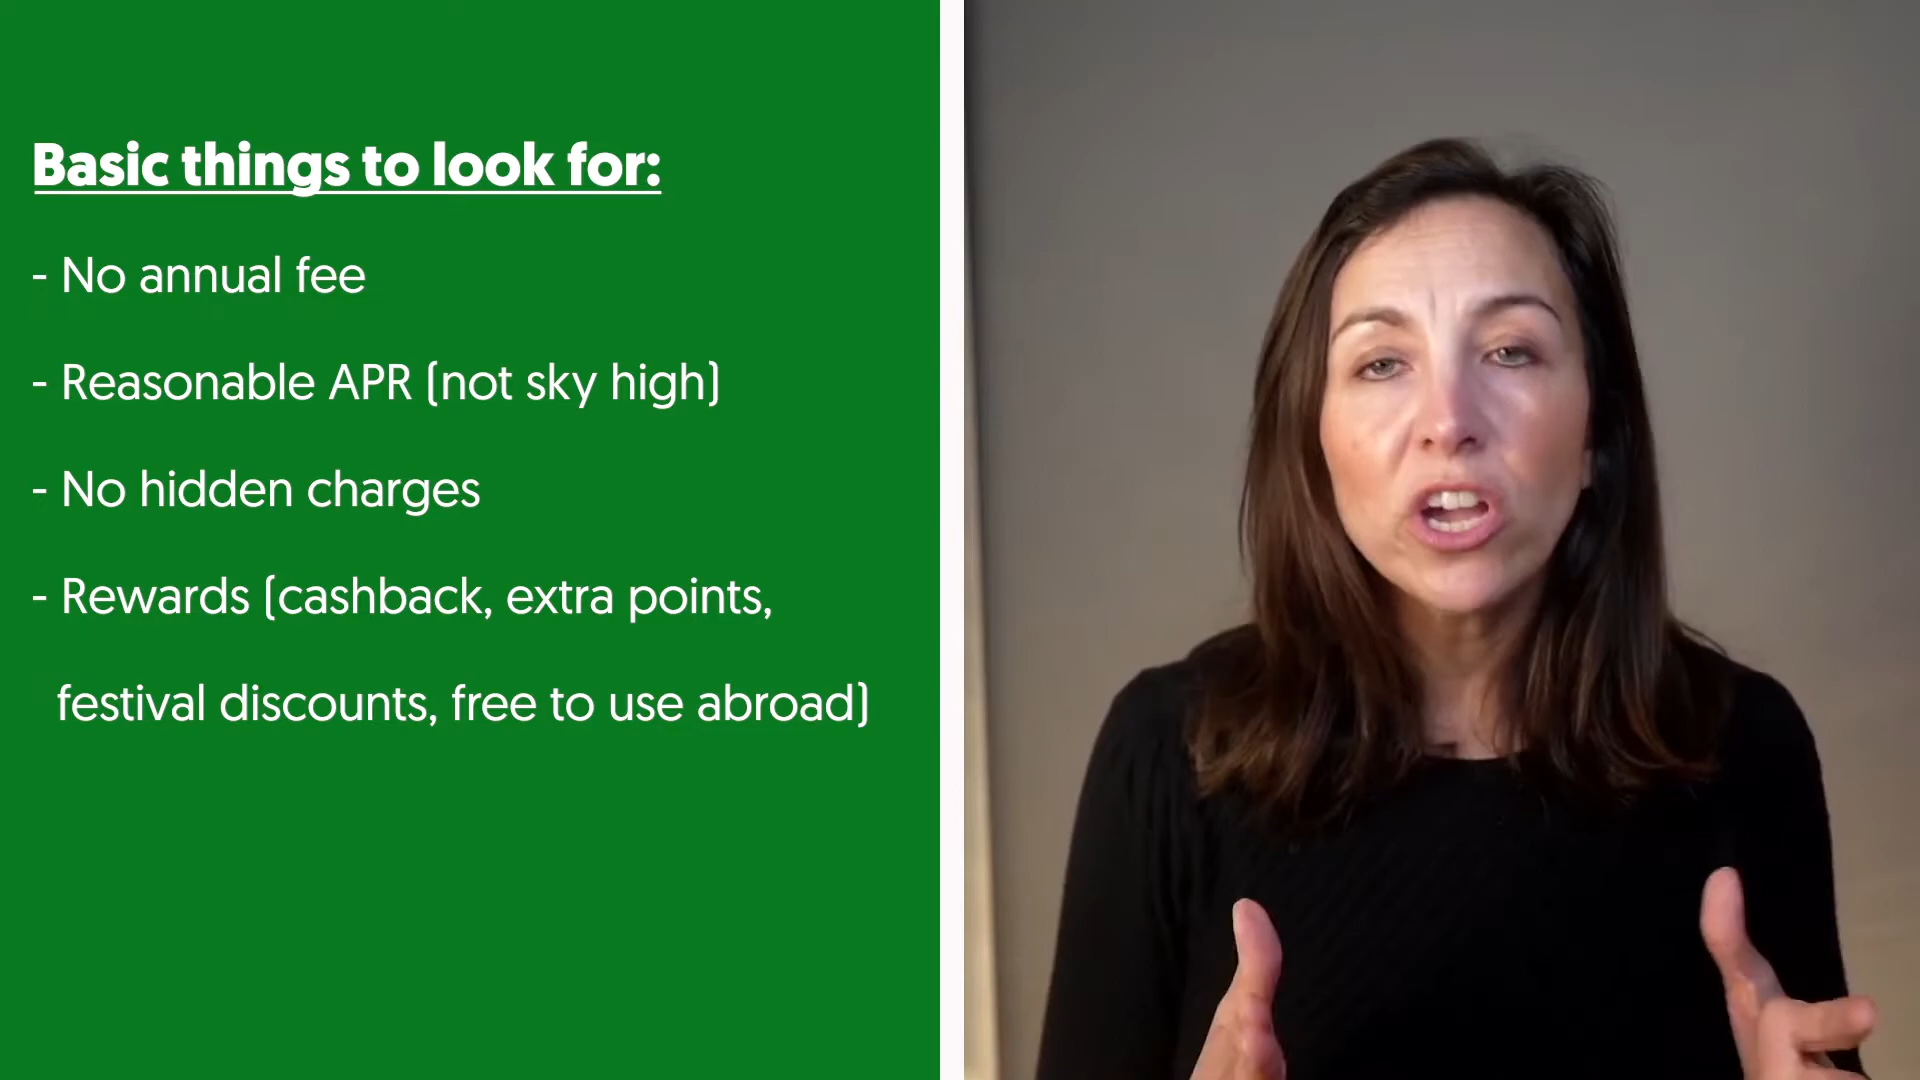 Basic things to look for:
- No annual fee
- Reasonable APR (not sky high)
- No hidden charges
- Rewards (cashback, extra points,
festival discounts, free to use abroad)